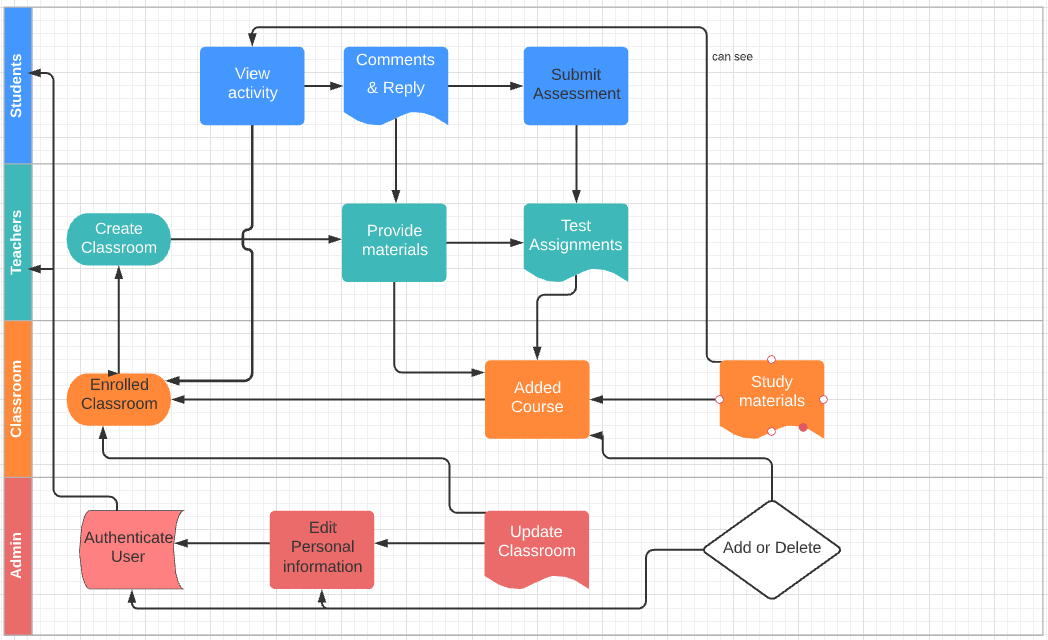 Students
View
activity
Comments
& Reply
Submit
Assessment
can see
Teachers
Create
Classroom
Provide
materials
Test
Assignments
Classroom
Enrolled
Classroom
Added
Course
Study
materials
Admin
Authenticate
User
Edit
Personal
information
Update
Classroom
Add or Delete